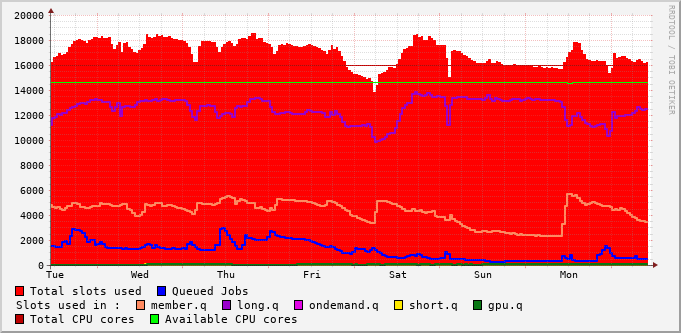 20000
18000
16000
14000
12000
10000
8000
6000
4000
2000
0
Tue Wed Thu Fri Sat Sun Mon
RRDTOOL / TOBI OETIKER
Total slots used Queued Jobs
Slots used in : member.q long.q ondemand.q short.q gpu.q
Total CPU cores Available CPU cores